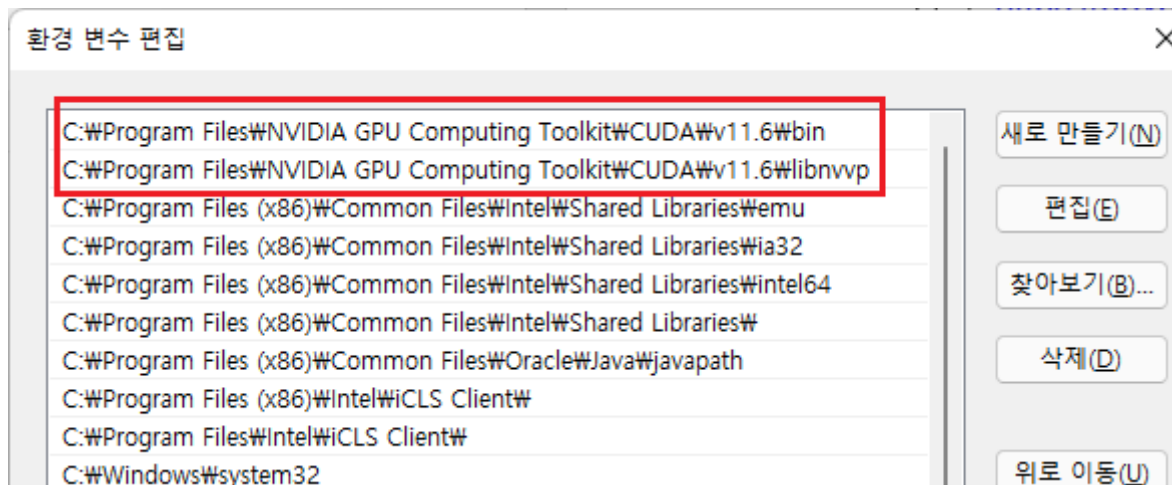 환경 변수 편집
C:₩Program Files₩NVIDIA GPU Computing Toolkit₩CUDA₩v11.6₩bin
C:₩Program Files₩NVIDIA GPU Computing Toolkit₩CUDA₩v11.6₩libnvvp
C:₩Program Files (x86)₩Common Files₩Intel₩Shared Libraries₩emu
C:₩Program Files (x86)₩Common Files₩Intel₩Shared Libraries₩ia32
C:₩Program Files (x86)₩Common Files₩Intel₩Shared Libraries₩intel64
C:₩Program Files (x86)₩Common Files₩Intel₩Shared Libraries₩
C:₩Program Files (x86)₩Common Files₩Oracle₩Java₩javapath
C:₩Program Files (x86)₩Intel₩iCLS Client₩
C:₩Program Files₩Intel₩iCLS Client₩
C:₩Windows₩system32
새로 만들기(N)
편집(E)
찾아보기(B)...
삭제(D)
위로 이동(U)